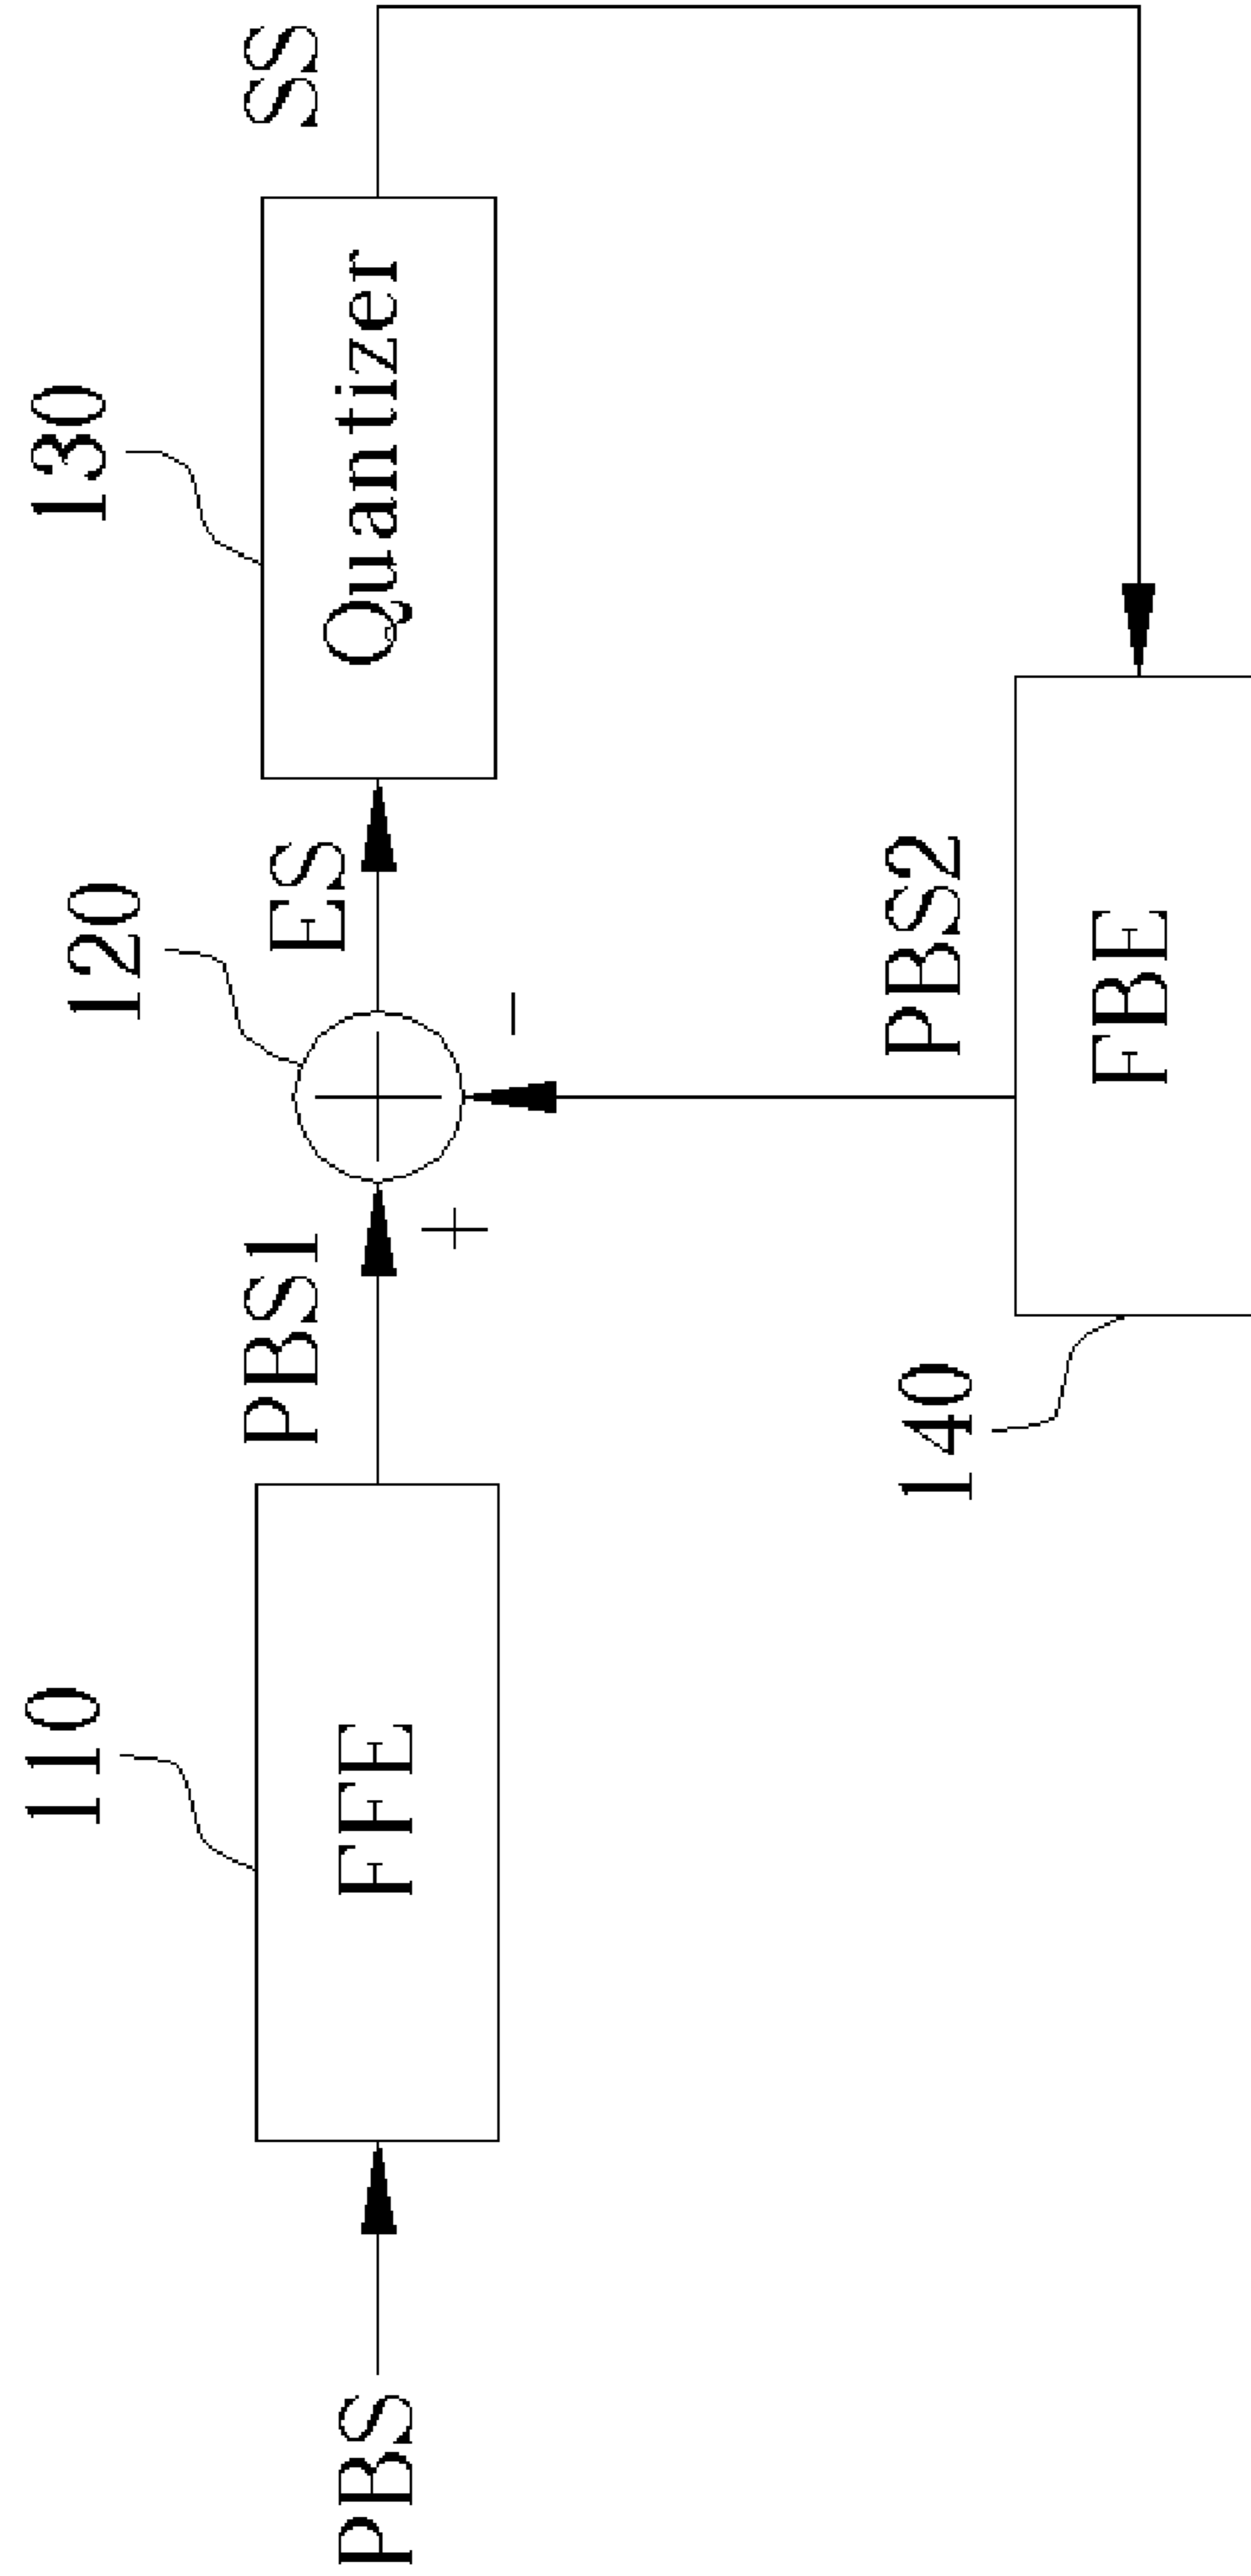 110
120
130
PBS
FFE
PBS1
+
-
ES
Quantizer
SS
140
PBS2
FBE